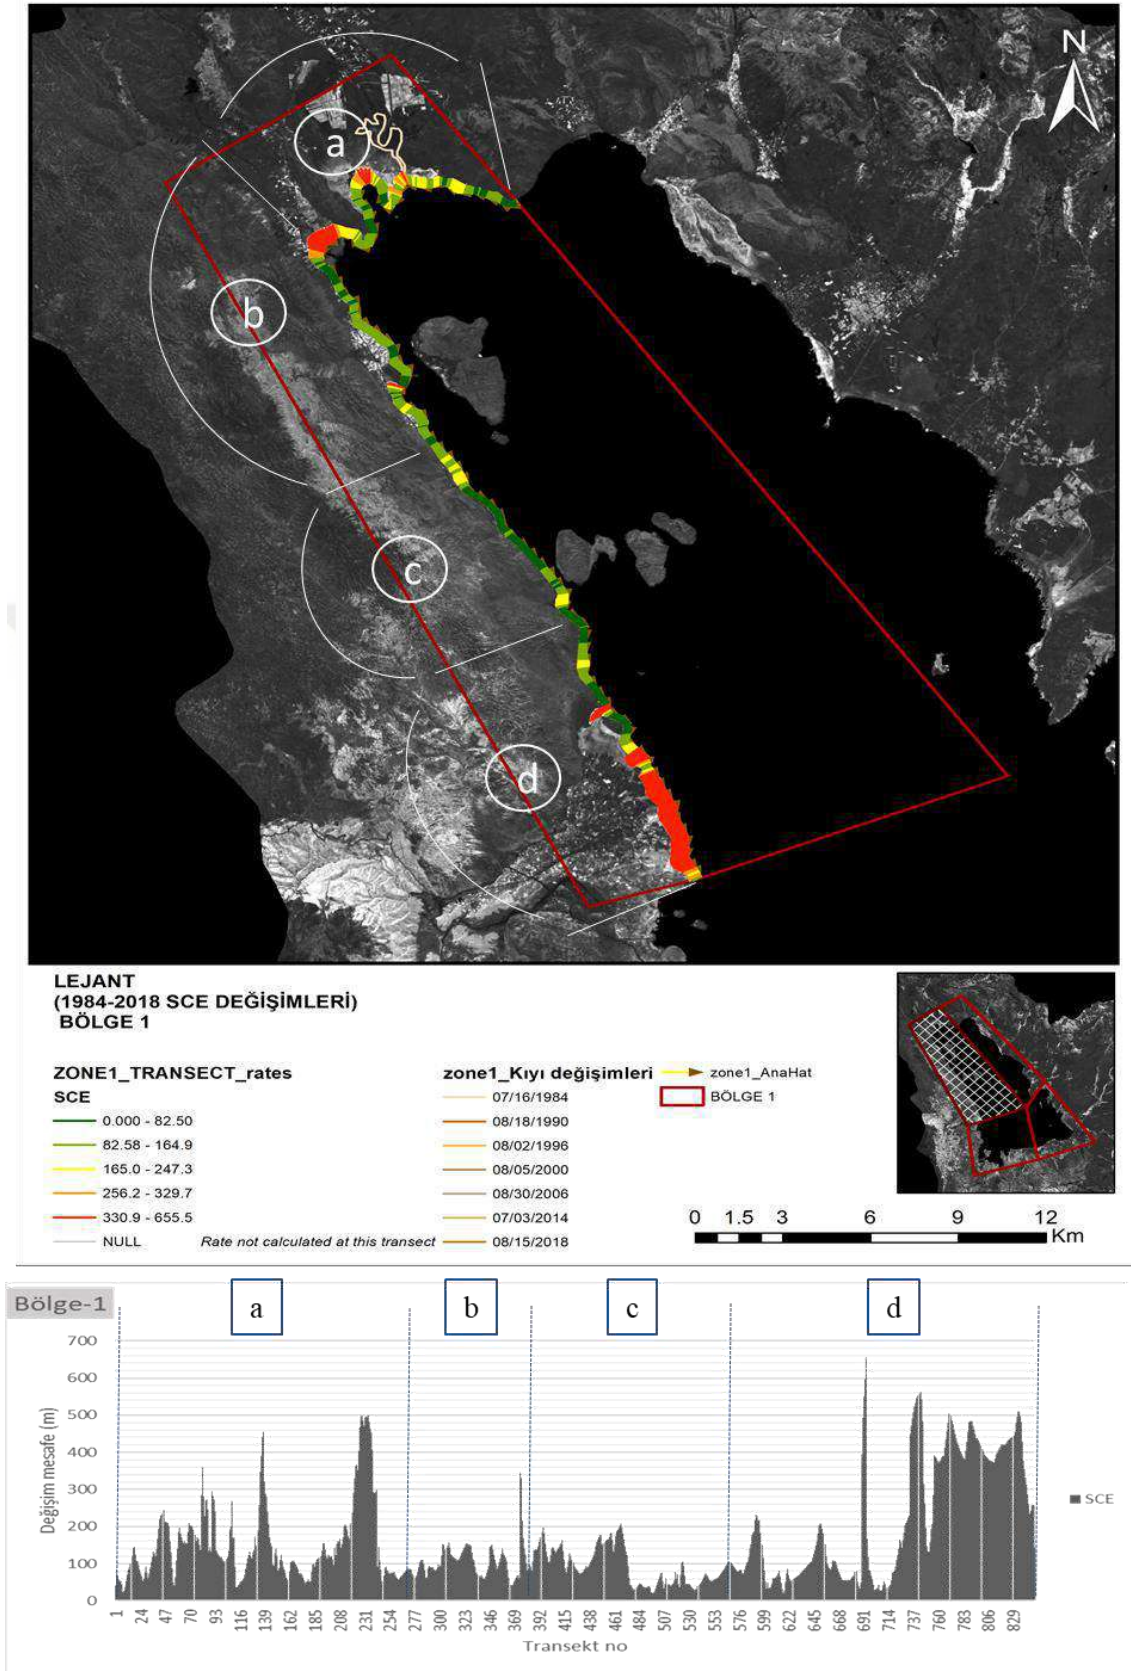 N
a
b
c
d
LEJANT
(1984-2018 SCE DEĞİŞİMLERİ)
BÖLGE 1
ZONE1_TRANSECT_rates
SCE
0.000 - 82.50
82.58 - 164.9
165.0 - 247.3
256.2 - 329.7
330.9 - 655.5
NULL Rate not calculated at this transect
zone1_Kıyı değişimleri
07/16/1984
08/18/1990
08/02/1996
08/05/2000
08/30/2006
07/03/2014
08/15/2018
zone1_AnaHat
BÖLGE 1
0 1.5 3 6 9 12
Km
Bölge-1
a b c d
700
600
500
400
300
200
100
0
Değişim mesafe (m)
1 24 47 70 93 116 139 162 185 208 231 254 277 300 323 346 369 392 415 438 461 484 507 530 553 576 599 622 645 668 691 714 737 760 783 806 829
Transekt no
SCE